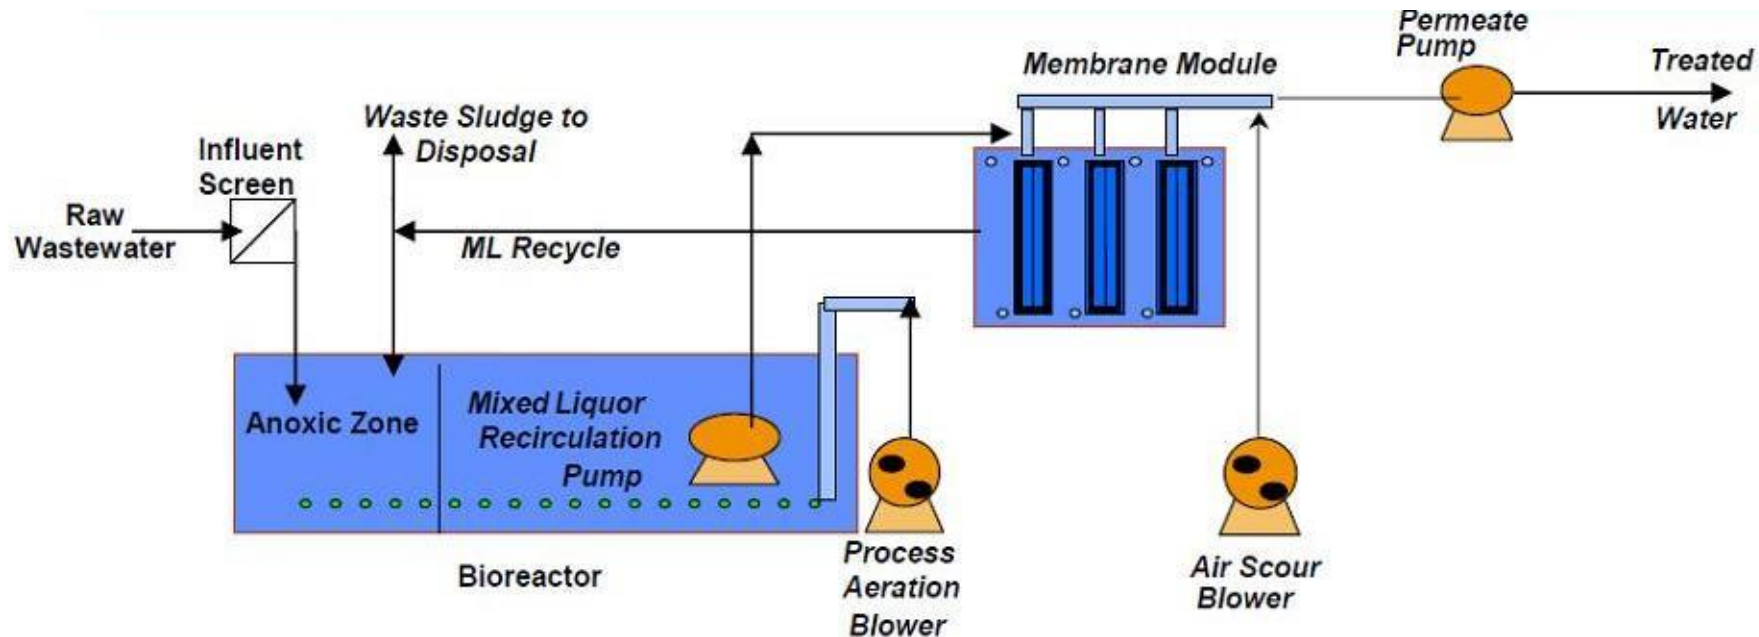 Permeate
Pump
Treated
Water
Membrane Module
Waste Sludge to
Disposal
Influent
Screen
Raw
Wastewater
ML Recycle
Anoxic Zone
Mixed Liquor
Recirculation
Pump
Bioreactor
Process
Aeration
Blower
Air Scour
Blower